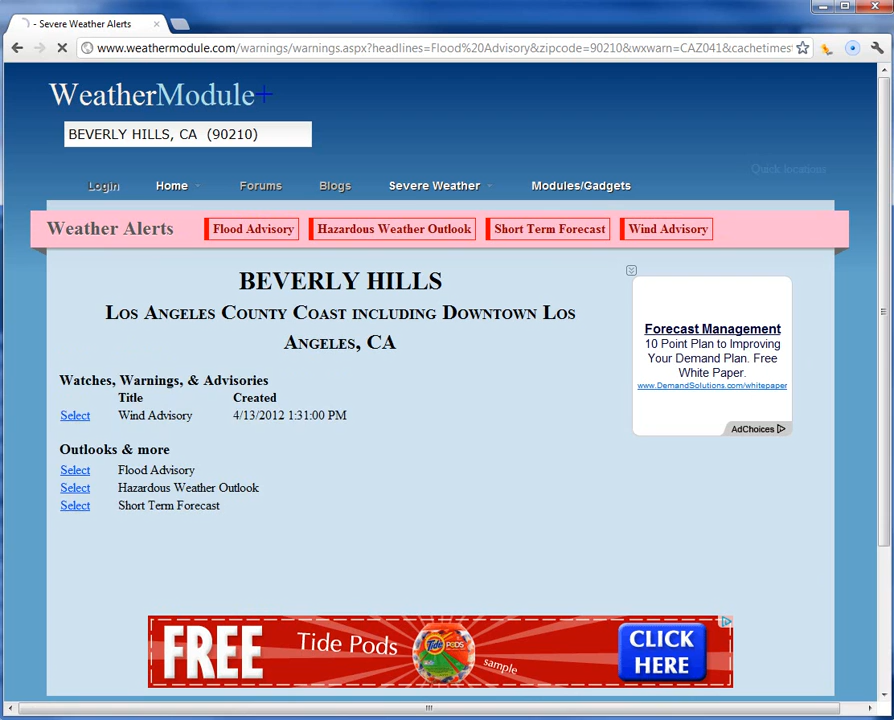 - Severe Weather Alerts
www.weathermodule.com/warnings/warnings.aspx?headlines=Flood%20Advisory&zipcode=90210&wxwarn=CAZ041&cachetimes
WeatherModule+
BEVERLY HILLS, CA (90210)
Quick locations
Login Home Forums Blogs Severe Weather Modules/Gadgets
Weather Alerts Flood Advisory Hazardous Weather Outlook Short Term Forecast Wind Advisory
BEVERLY HILLS
Los Angeles County Coast including Downtown Los
Angeles, CA
Watches, Warnings, & Advisories
Title Created
Select Wind Advisory 4/13/2012 1:31:00 PM
Outlooks & more
Select Flood Advisory
Select Hazardous Weather Outlook
Select Short Term Forecast
Forecast Management
10 Point Plan to Improving
Your Demand Plan. Free
White Paper.
www.DemandSolutions.com/whitepaper
AdChoices
FREE Tide Pods
Tide PODS
sample
CLICK
HERE